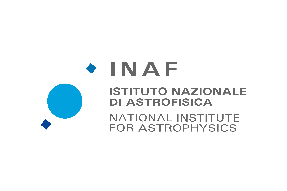 INAF
ISTITUTO NAZIONALE
DI ASTROFISICA
NATIONAL INSTITUTE
FOR ASTROPHYSICS